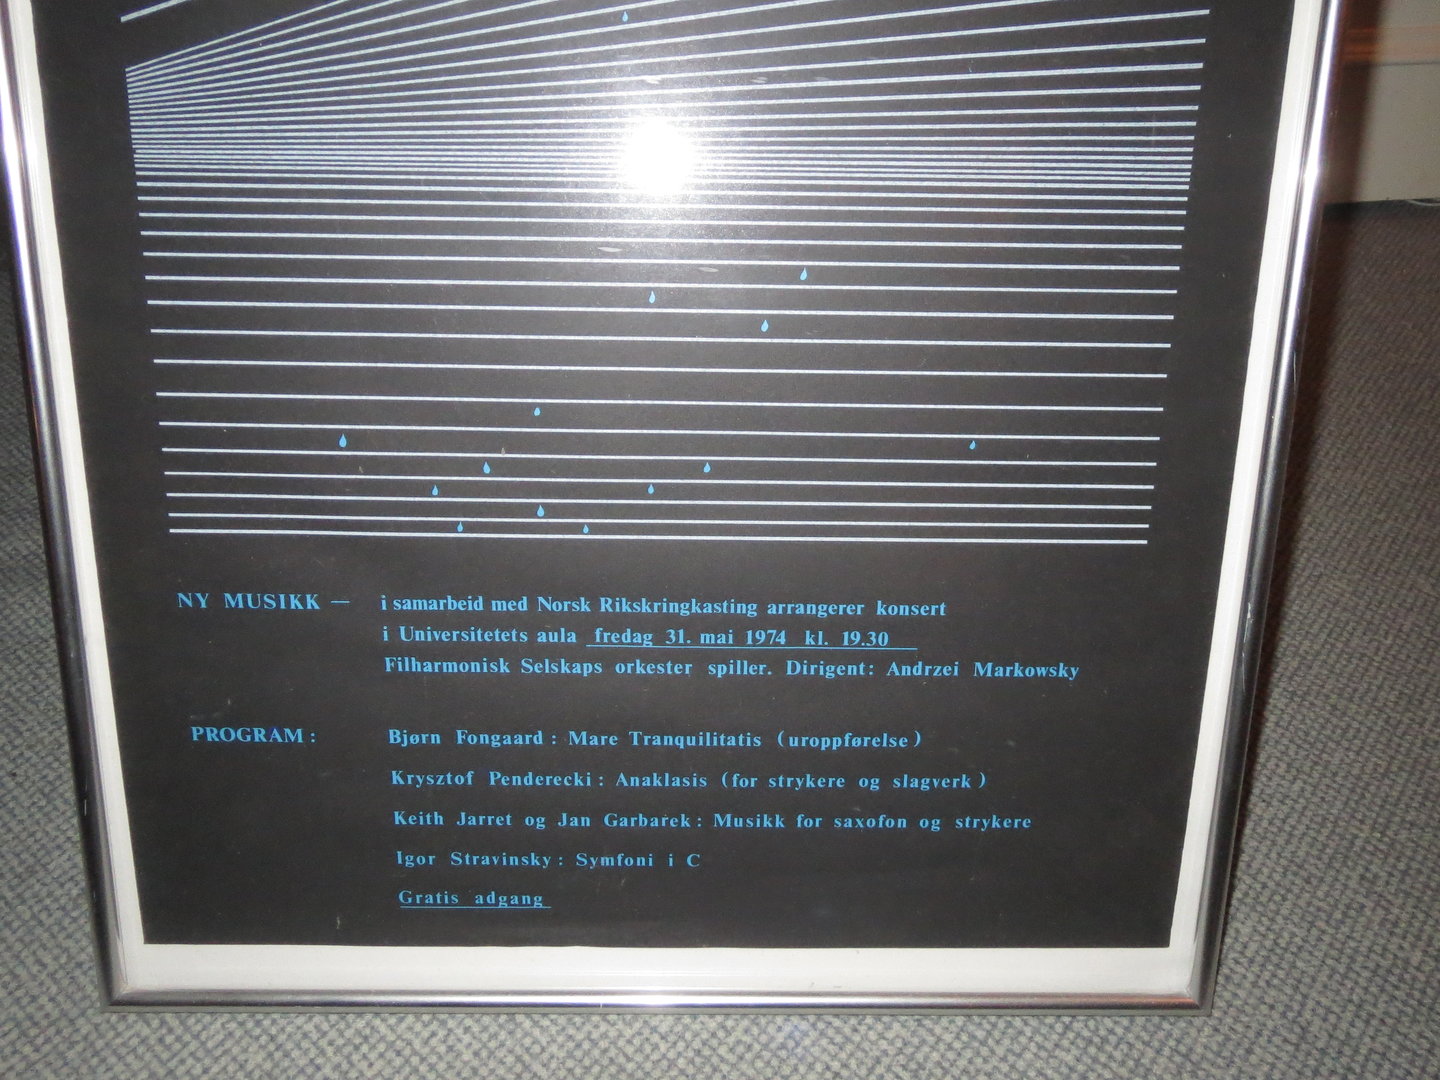 NY MUSIKK — i samarbeid med Norsk Rikskringkasting arrangerer konsert
i Universitetets aula fredag 31. mai 1974 kl. 19.30
Filharmonisk Selskaps orkester spiller. Dirigent: Andrzei Markowsky
PROGRAM: Bjørn Fongaard: Mare Tranquilitatis (uroppførelse)
Krysztof Penderecki: Anaklasis (for strykere og slagverk)
Keith Jarret og Jan Garbarek: Musikk for saxofon og strykere
Igor Stravinsky: Symfoni i C
Gratis adgang